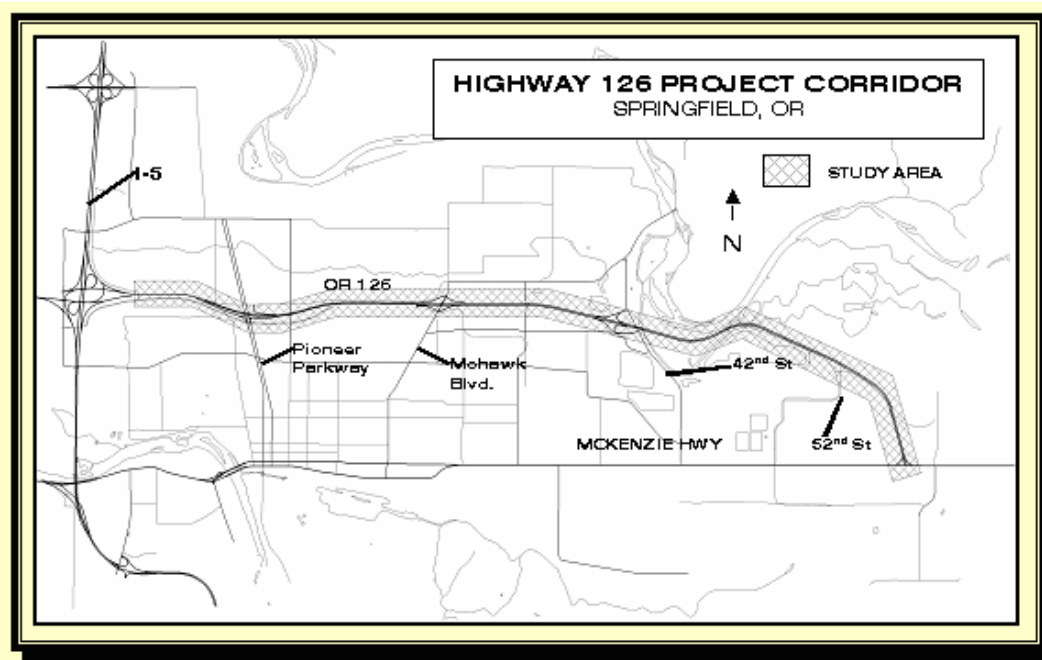 HIGHWAY 126 PROJECT CORRIDOR
SPRINGFIELD, OR
STUDY AREA
I-5
N
OR 126
Pioneer
Parkway
Mohawk
Blvd.
42nd St
MCKENZIE HWY
52nd St